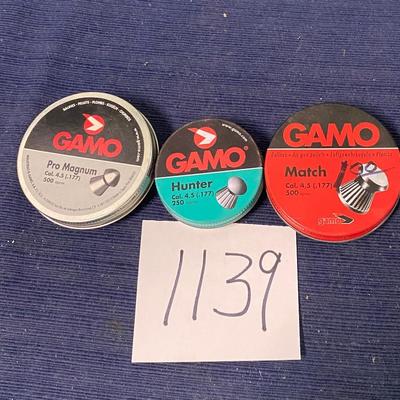 GAMO
Pro Magnum
Cal. 4.5 (.177)
500
GAMO
Hunter
Cal. 4.5 (.177)
250
GAMO
Match
Cal. 4.5 (.177)
500
gamo
1139